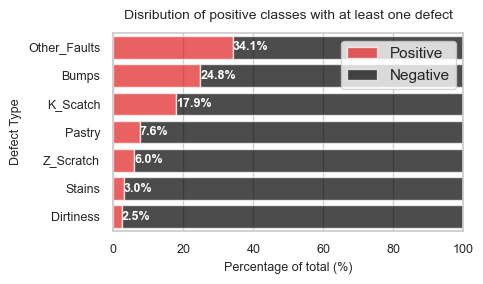 Disribution of positive classes with at least one defect
Defect Type
Other_Faults
34.1%
Positive
Negative
Bumps
24.8%
K_Scatch
17.9%
Pastry
7.6%
Z_Scratch
6.0%
Stains
3.0%
Dirtiness
2.5%
0 20 40 60 80 100
Percentage of total (%)